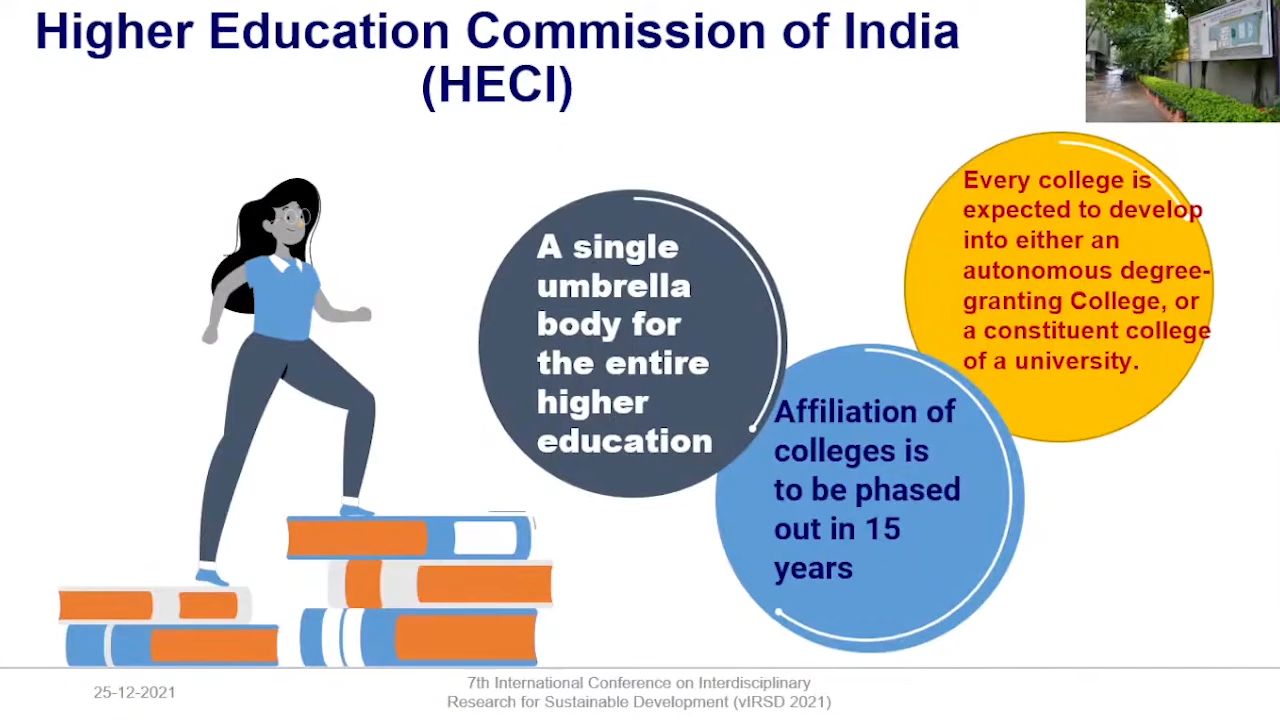 Higher Education Commission of India
(HECI)
A single
umbrella
body for
the entire
higher
education
Affiliation of
colleges is
to be phased
out in 15
years
Every college is
expected to develop
into either an
autonomous degree-
granting College, or
a constituent college
of a university.
25-12-2021
7th International Conference on Interdisciplinary
Research for Sustainable Development (vIRSD 2021)